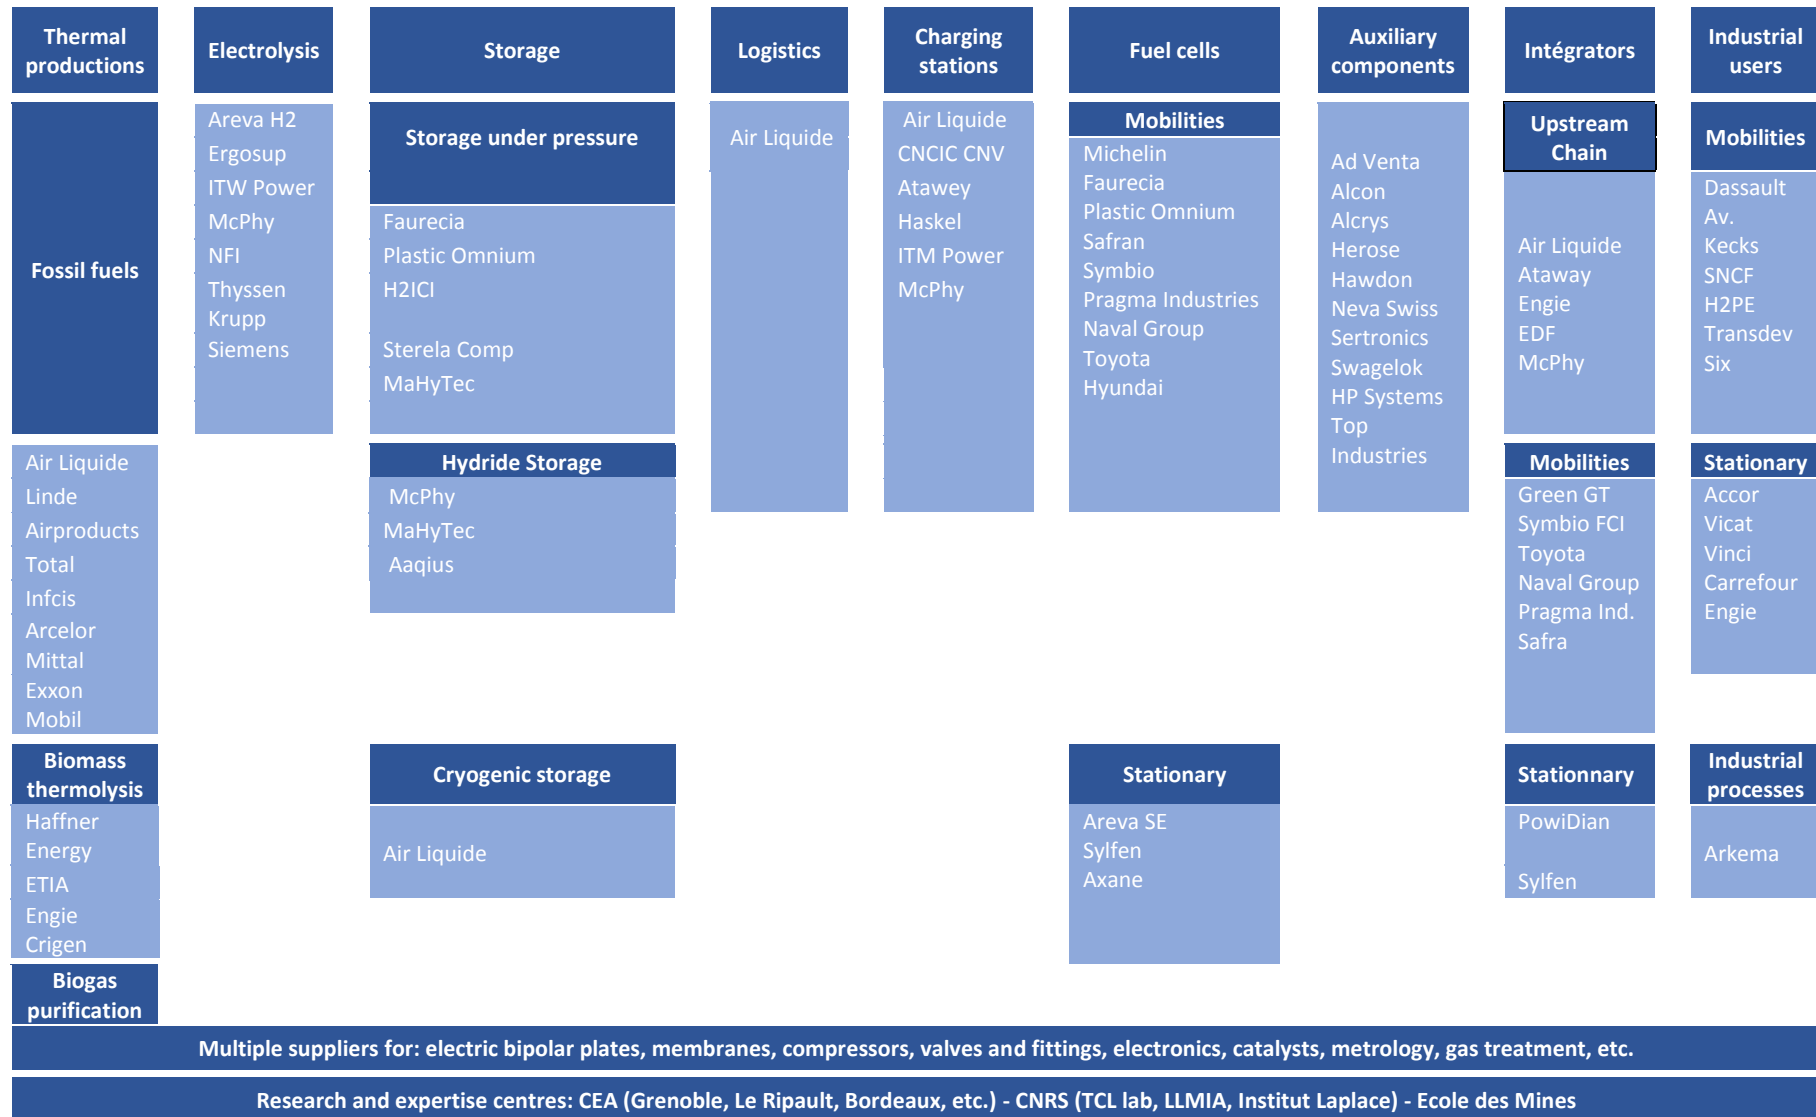 Thermal
productions
Electrolysis
Storage
Logistics
Charging
stations
Fuel cells
Auxiliary
components
Intégrators
Industrial
users
Fossil fuels
Air Liquide
Linde
Airproducts
Total
Infcis
Arcelor
Mittal
Exxon
Mobil
Biomass
thermolysis
Haffner
Energy
ETIA
Engie
Crigen
Biogas
purification
Areva H2
Ergosup
ITW Power
McPhy
NFI
Thyssen
Krupp
Siemens
Storage under pressure
Faurecia
Plastic Omnium
H2ICI
Sterela Comp
MaHyTec
Hydride Storage
McPhy
MaHyTec
Aaqius
Cryogenic storage
Air Liquide
Air Liquide
Air Liquide
CNCIC CNV
Atawey
Haskel
ITM Power
McPhy
Mobilities
Michelin
Faurecia
Plastic Omnium
Safran
Symbio
Pragma Industries
Naval Group
Toyota
Hyundai
Stationary
Areva SE
Sylfen
Axane
Ad Venta
Alcon
Alcrys
Herose
Hawdon
Neva Swiss
Sertronics
Swagelok
HP Systems
Top
Industries
Upstream
Chain
Air Liquide
Ataway
Engie
EDF
McPhy
Mobilities
Green GT
Symbio FCI
Toyota
Naval Group
Pragma Ind.
Safra
Stationnary
PowiDian
Sylfen
Mobilities
Dassault
Av.
Kecks
SNCF
H2PE
Transdev
Six
Stationary
Accor
Vicat
Vinci
Carrefour
Engie
Industrial
processes
Arkema
Multiple suppliers for: electric bipolar plates, membranes, compressors, valves and fittings, electronics, catalysts, metrology, gas treatment, etc.
Research and expertise centres: CEA (Grenoble, Le Ripault, Bordeaux, etc.) - CNRS (TCL lab, LLMIA, Institut Laplace) - Ecole des Mines